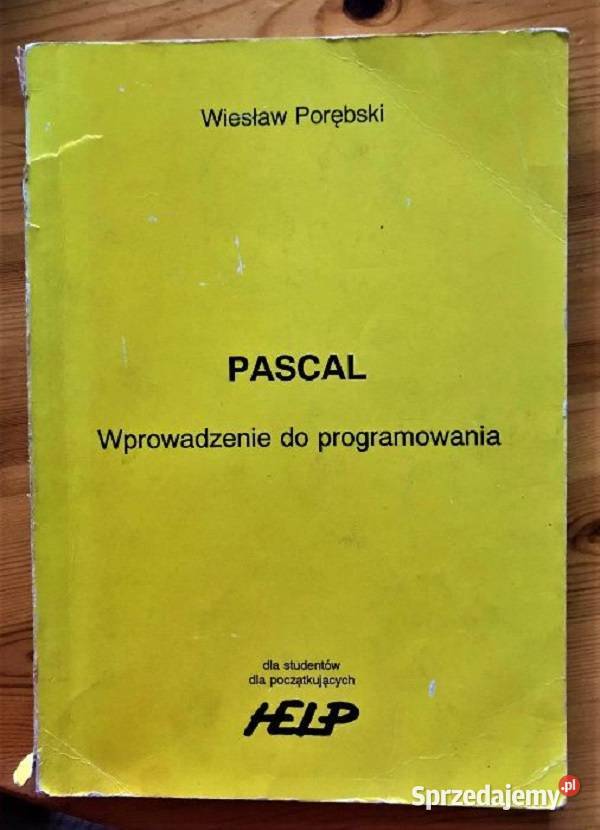 Wiesław Porębski
PASCAL
Wprowadzenie do programowania
dla studentów
dla początkujących
HELP
Sprzedajemy.pl